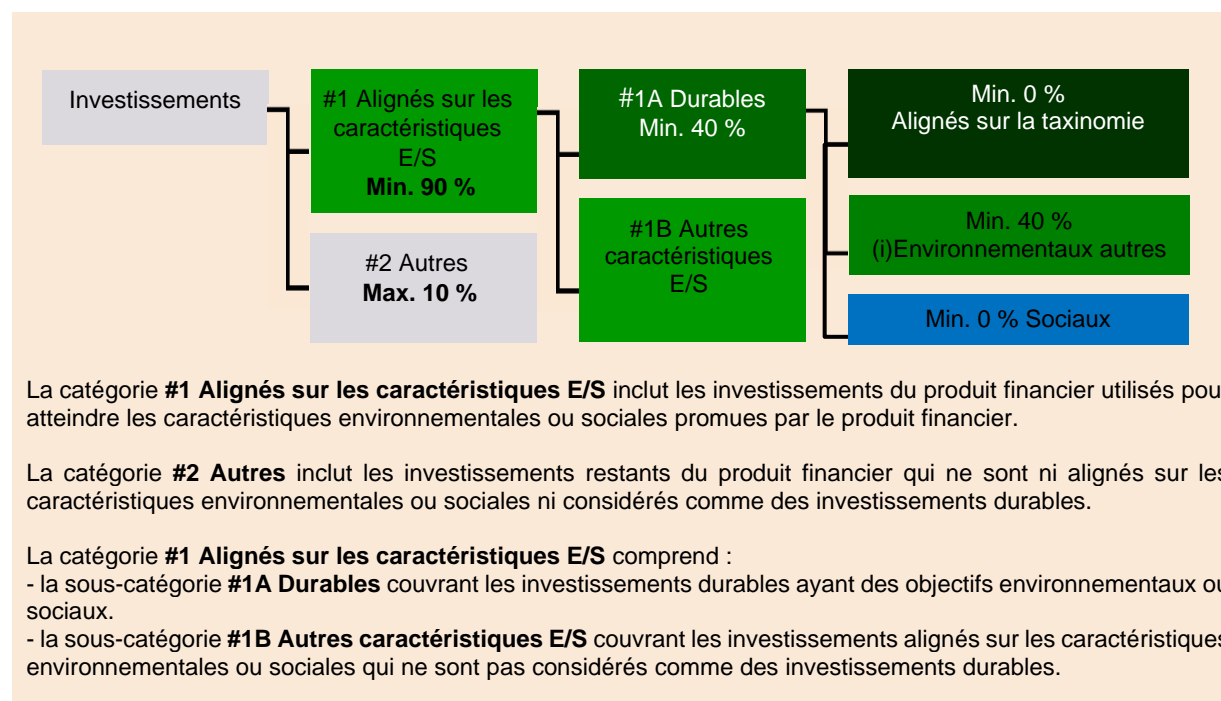 Investissements
#1 Alignés sur les
caractéristiques
E/S
Min. 90 %
#2 Autres
Max. 10 %
#1A Durables
Min. 40 %
#1B Autres
caractéristiques
E/S
Min. 0 %
Alignés sur la taxinomie
Min. 40 %
(i)Environnementaux autres
Min. 0 % Sociaux
La catégorie #1 Alignés sur les caractéristiques E/S inclut les investissements du produit financier utilisés pou
atteindre les caractéristiques environnementales ou sociales promues par le produit financier.
La catégorie #2 Autres inclut les investissements restants du produit financier qui ne sont ni alignés sur les
caractéristiques environnementales ou sociales ni considérés comme des investissements durables.
La catégorie #1 Alignés sur les caractéristiques E/S comprend :
- la sous-catégorie #1A Durables couvrant les investissements durables ayant des objectifs environnementaux ou
sociaux.
- la sous-catégorie #1B Autres caractéristiques E/S couvrant les investissements alignés sur les caractéristiques
environnementales ou sociales qui ne sont pas considérés comme des investissements durables.